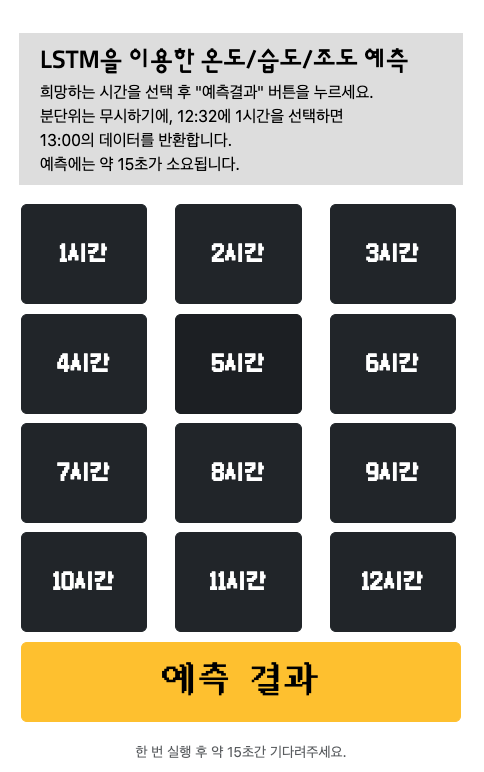 LSTM을 이용한 온도/습도/조도 예측
희망하는 시간을 선택 후 "예측결과" 버튼을 누르세요.
분단위는 무시하기에, 12:32에 1시간을 선택하면
13:00의 데이터를 반환합니다.
예측에는 약 15초가 소요됩니다.
1시간
2시간
3시간
4시간
5시간
6시간
7시간
8시간
9시간
10시간
11시간
12시간
예측 결과
한 번 실행 후 약 15초간 기다려주세요.